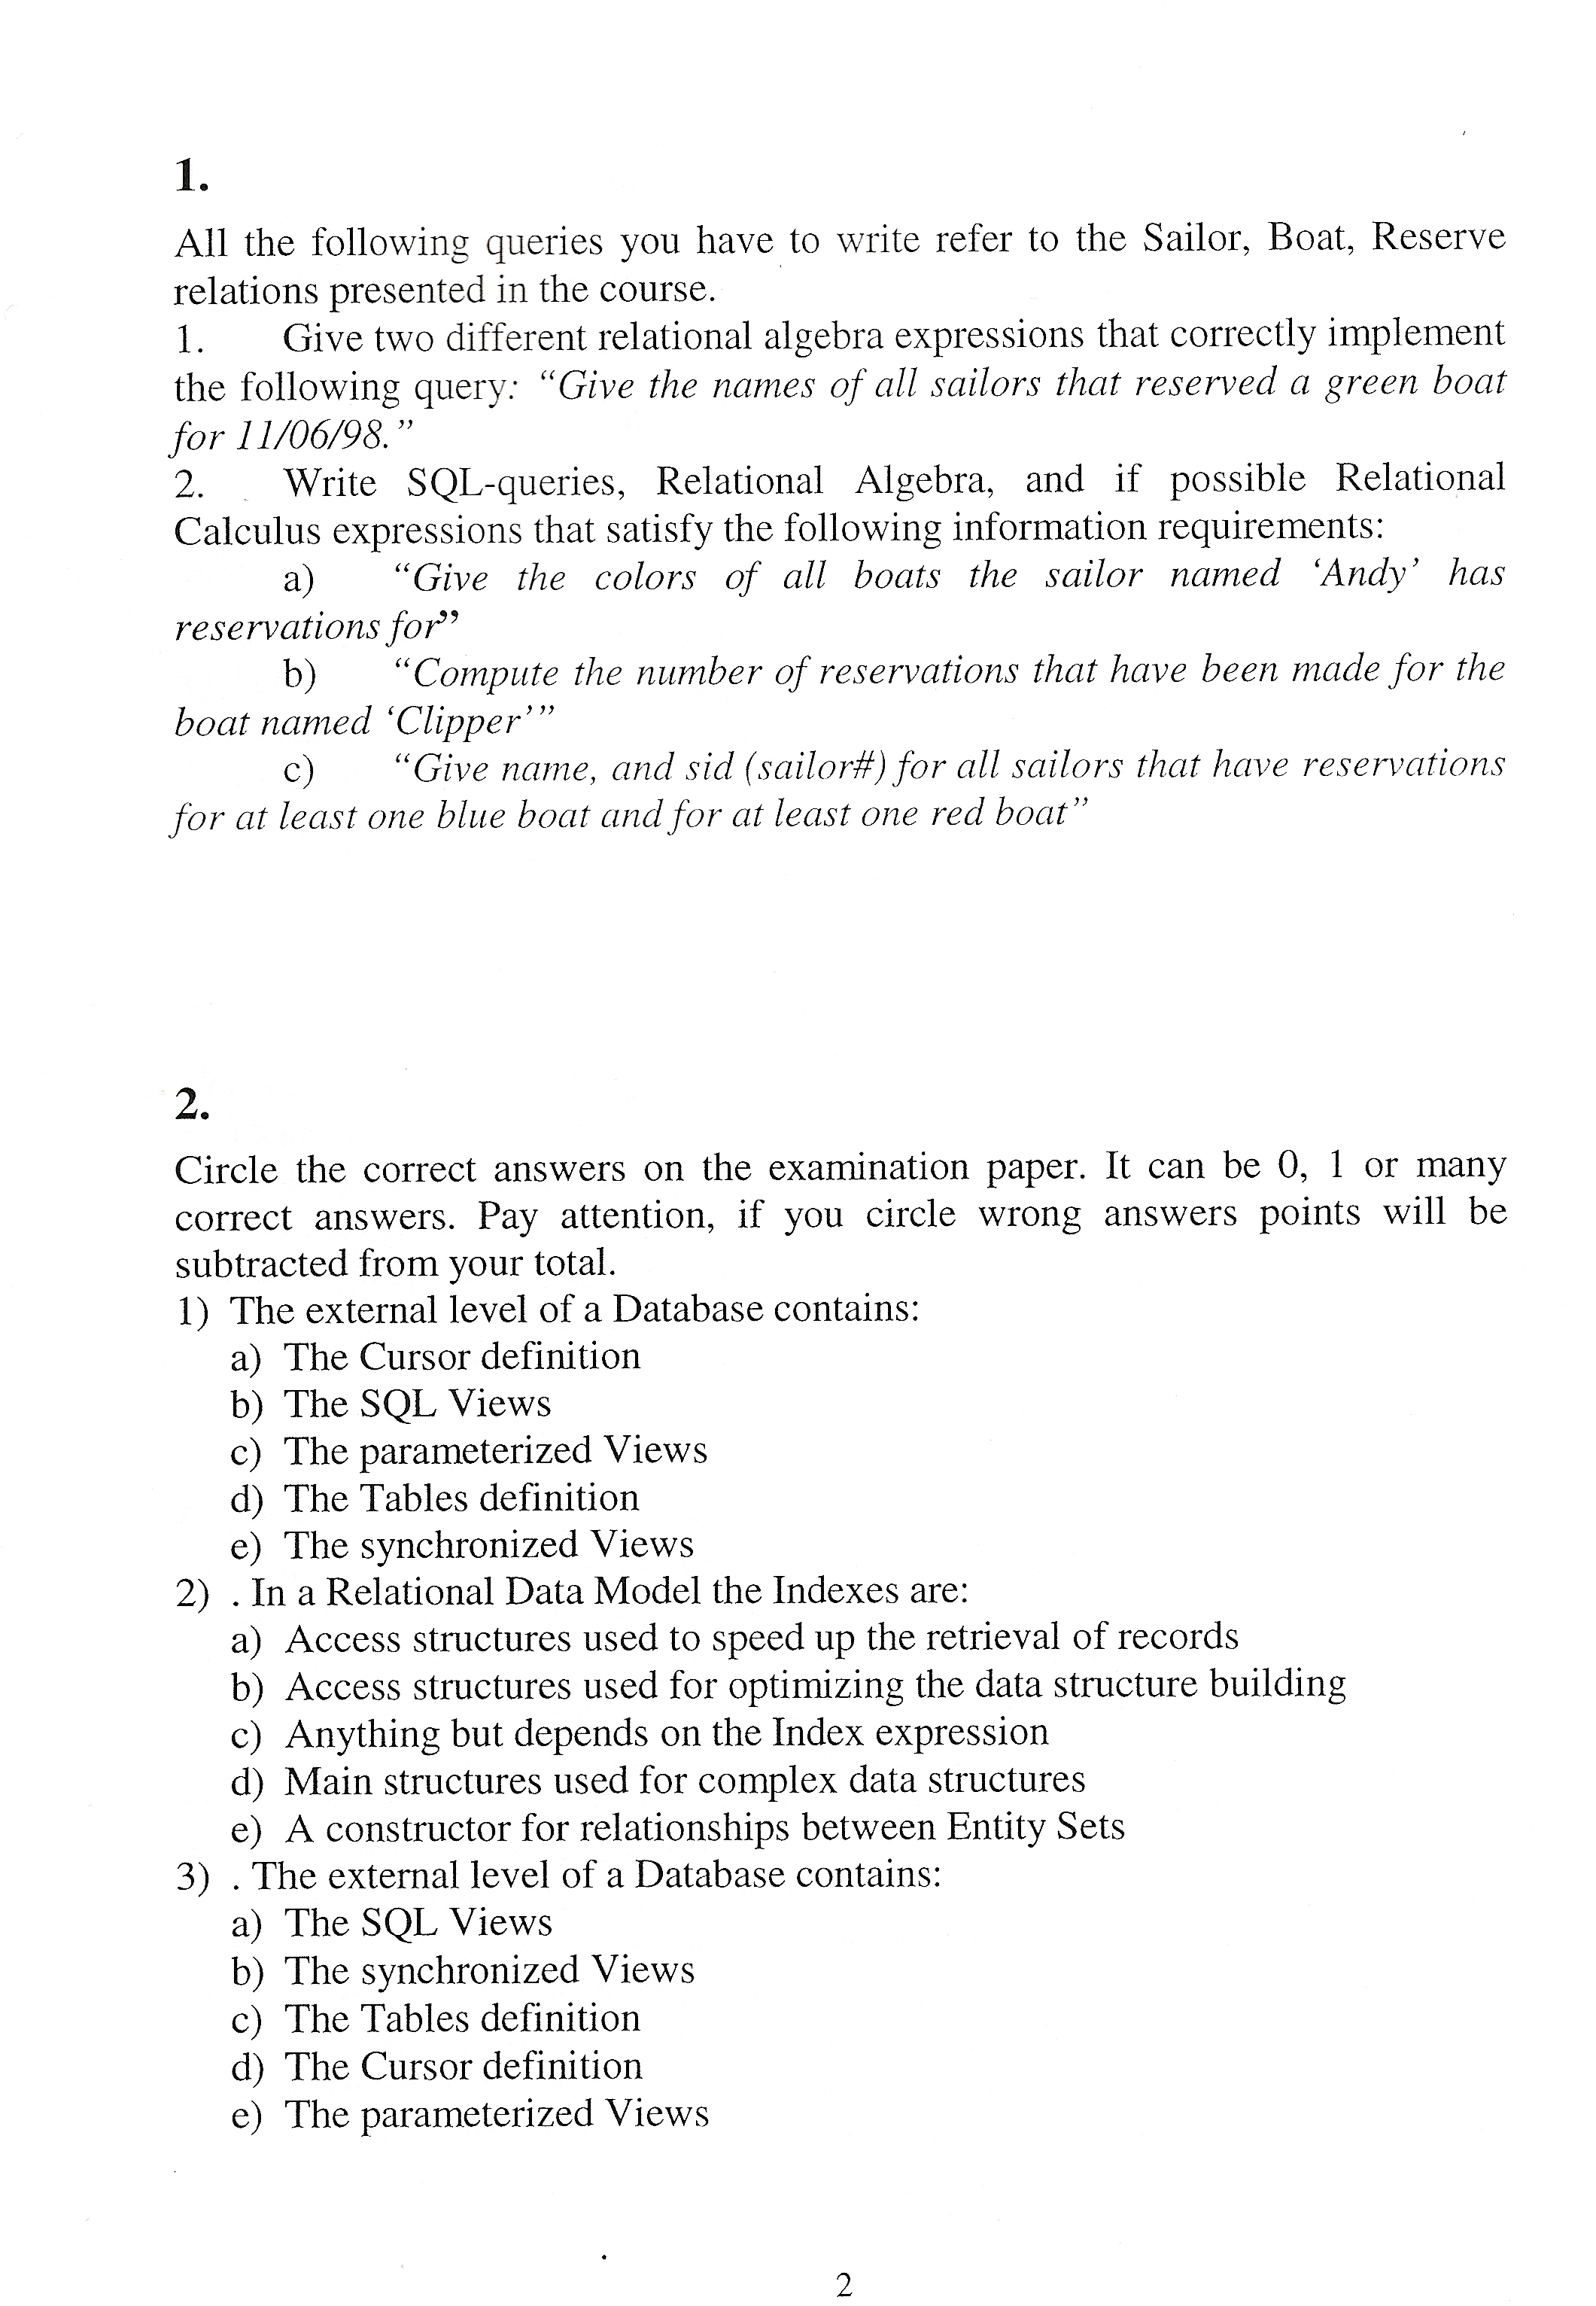 1.
All the following queries you have to write refer to the Sailor, Boat, Reserve
relations presented in the course.
1. Give two different relational algebra expressions that correctly implement
the following query: “Give the names of all sailors that reserved a green boat
for 11/06/98.”
2. Write SQL-queries, Relational Algebra, and if possible Relational
Calculus expressions that satisfy the following information requirements:
a) “Give the colors of all boats the sailor named ‘Andy’ has
reservations for”
b) “Compute the number of reservations that have been made for the
boat named ‘Clipper’”
c) “Give name, and sid (sailor#) for all sailors that have reservations
for at least one blue boat and for at least one red boat”
2.
Circle the correct answers on the examination paper. It can be 0, 1 or many
correct answers. Pay attention, if you circle wrong answers points will be
subtracted from your total.
1) The external level of a Database contains:
a) The Cursor definition
b) The SQL Views
c) The parameterized Views
d) The Tables definition
e) The synchronized Views
2) . In a Relational Data Model the Indexes are:
a) Access structures used to speed up the retrieval of records
b) Access structures used for optimizing the data structure building
c) Anything but depends on the Index expression
d) Main structures used for complex data structures
e) A constructor for relationships between Entity Sets
3) . The external level of a Database contains:
a) The SQL Views
b) The synchronized Views
c) The Tables definition
d) The Cursor definition
e) The parameterized Views
2